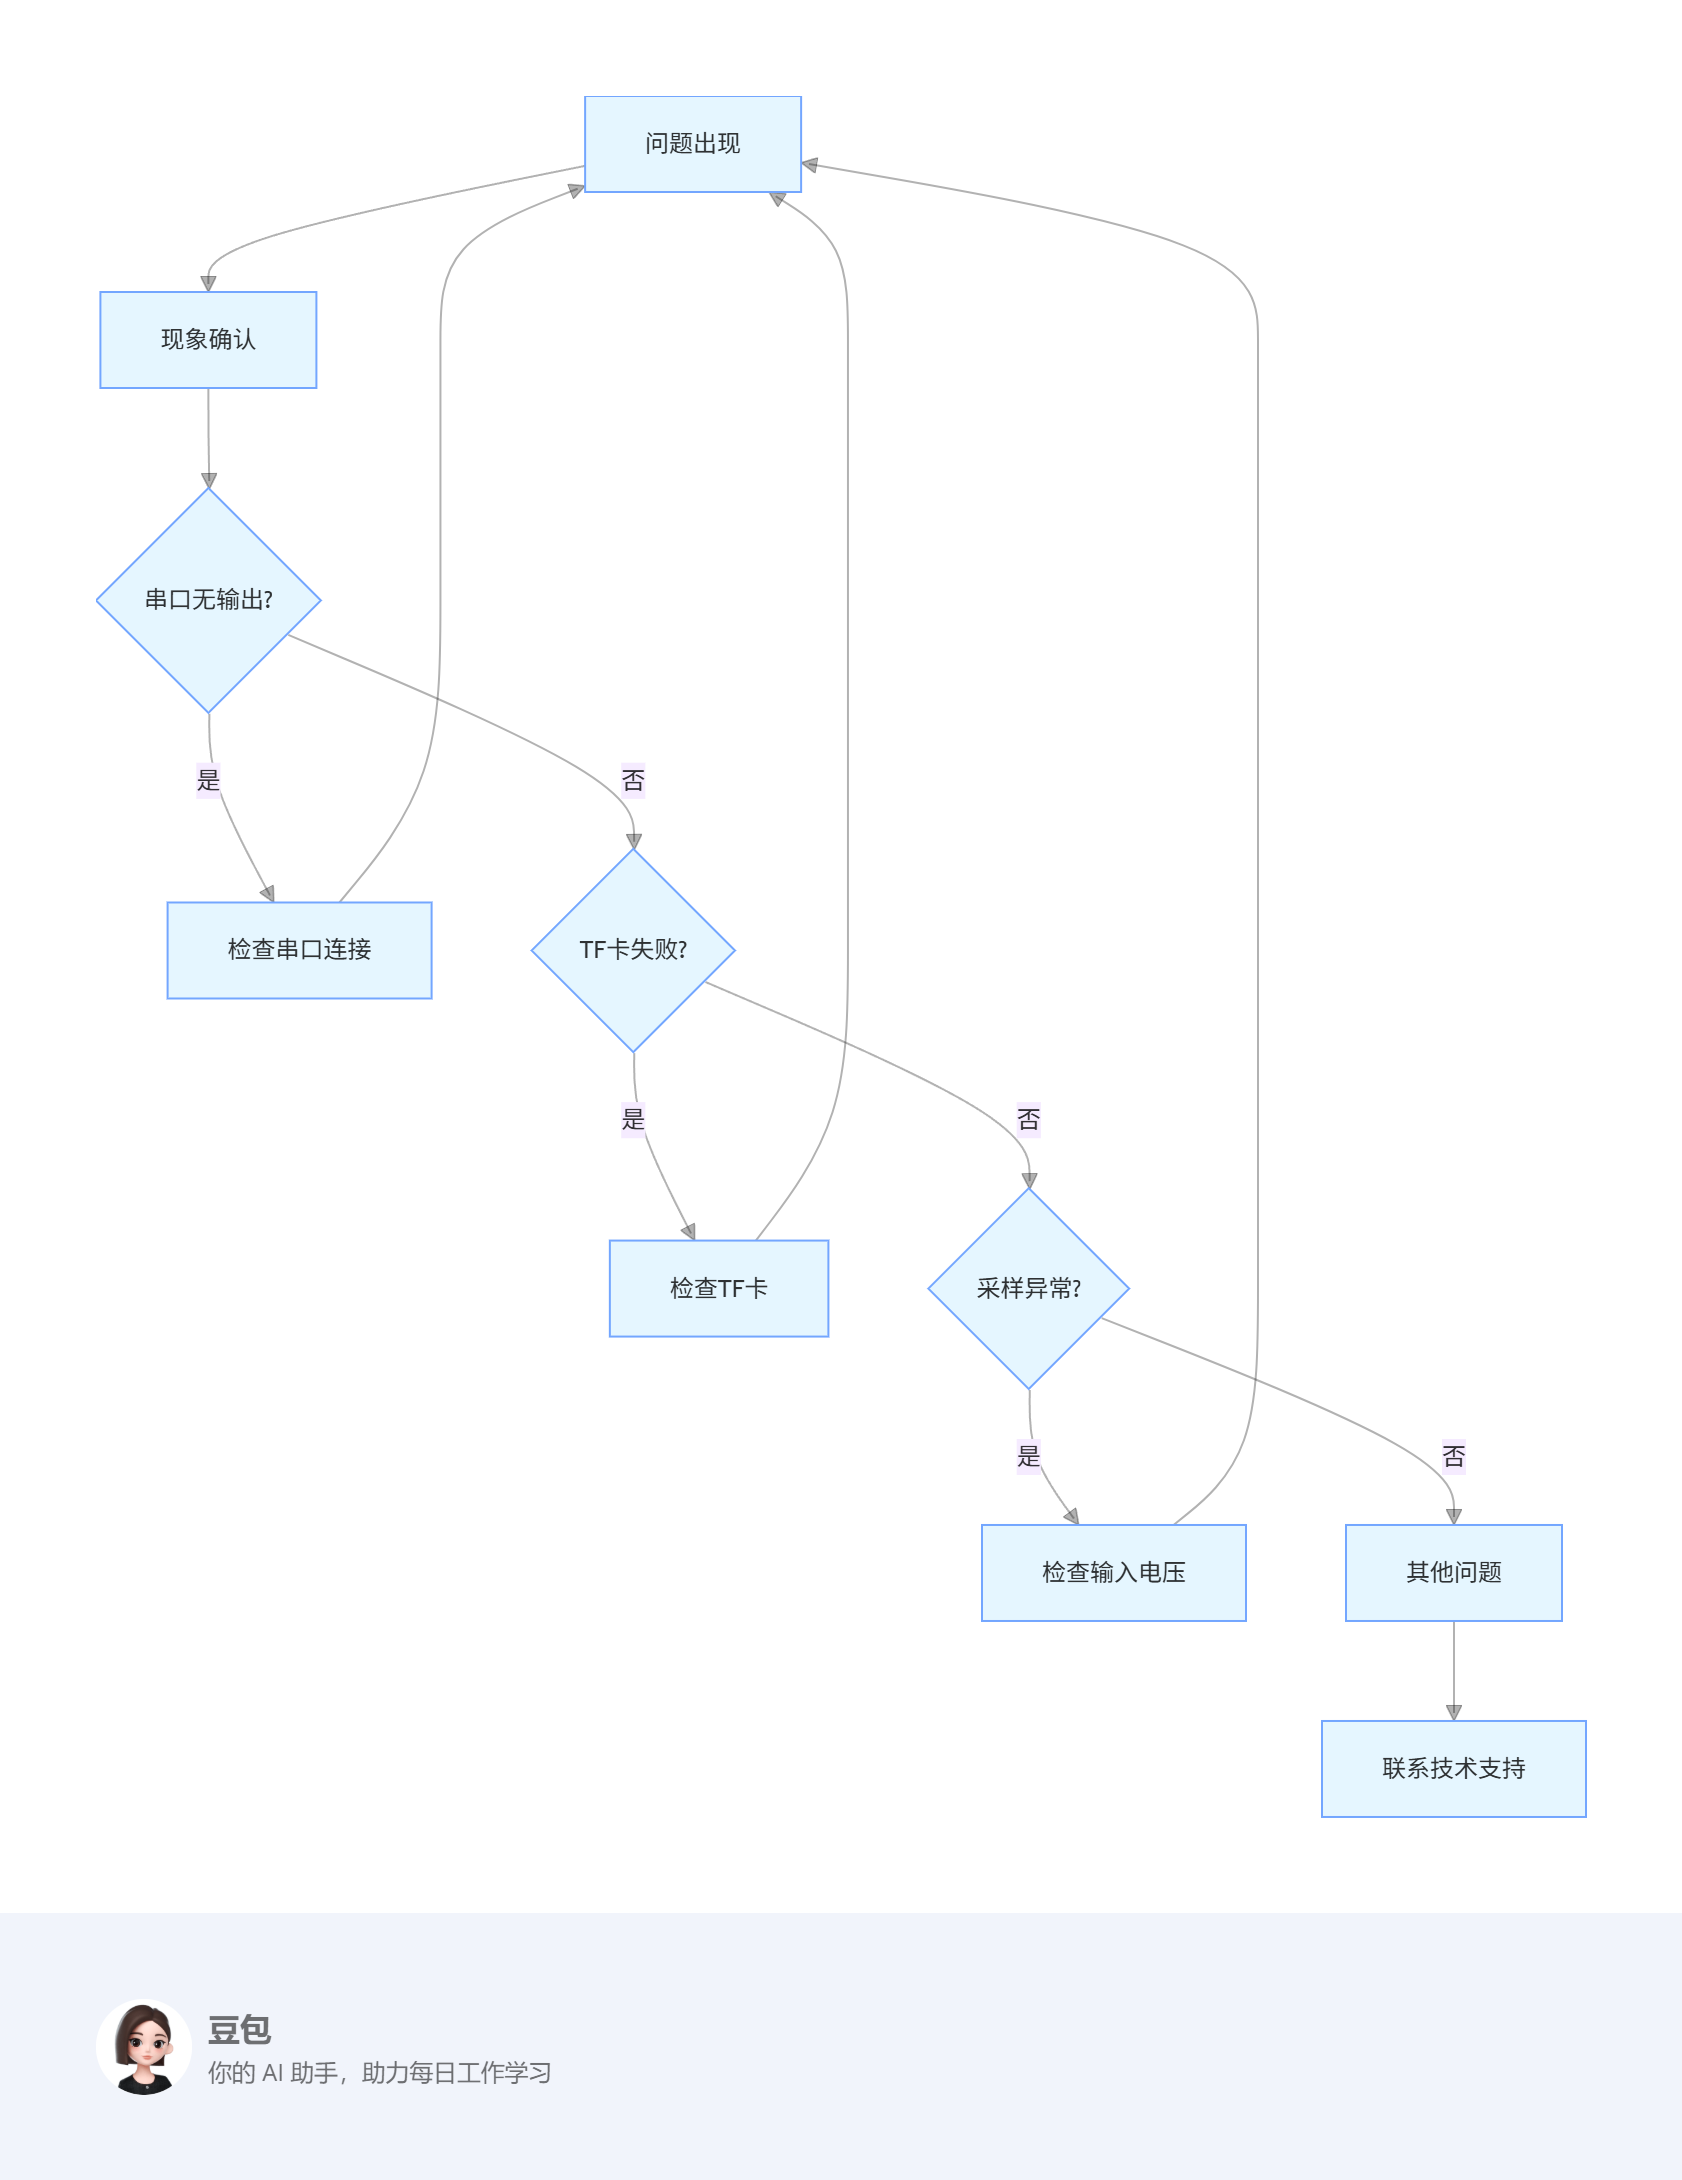 问题出现
现象确认
串口无输出?
是
否
检查串口连接
TF卡失败?
是
否
检查TF卡
采样异常?
是
否
检查输入电压
其他问题
联系技术支持
豆包
你的 AI 助手，助力每日工作学习